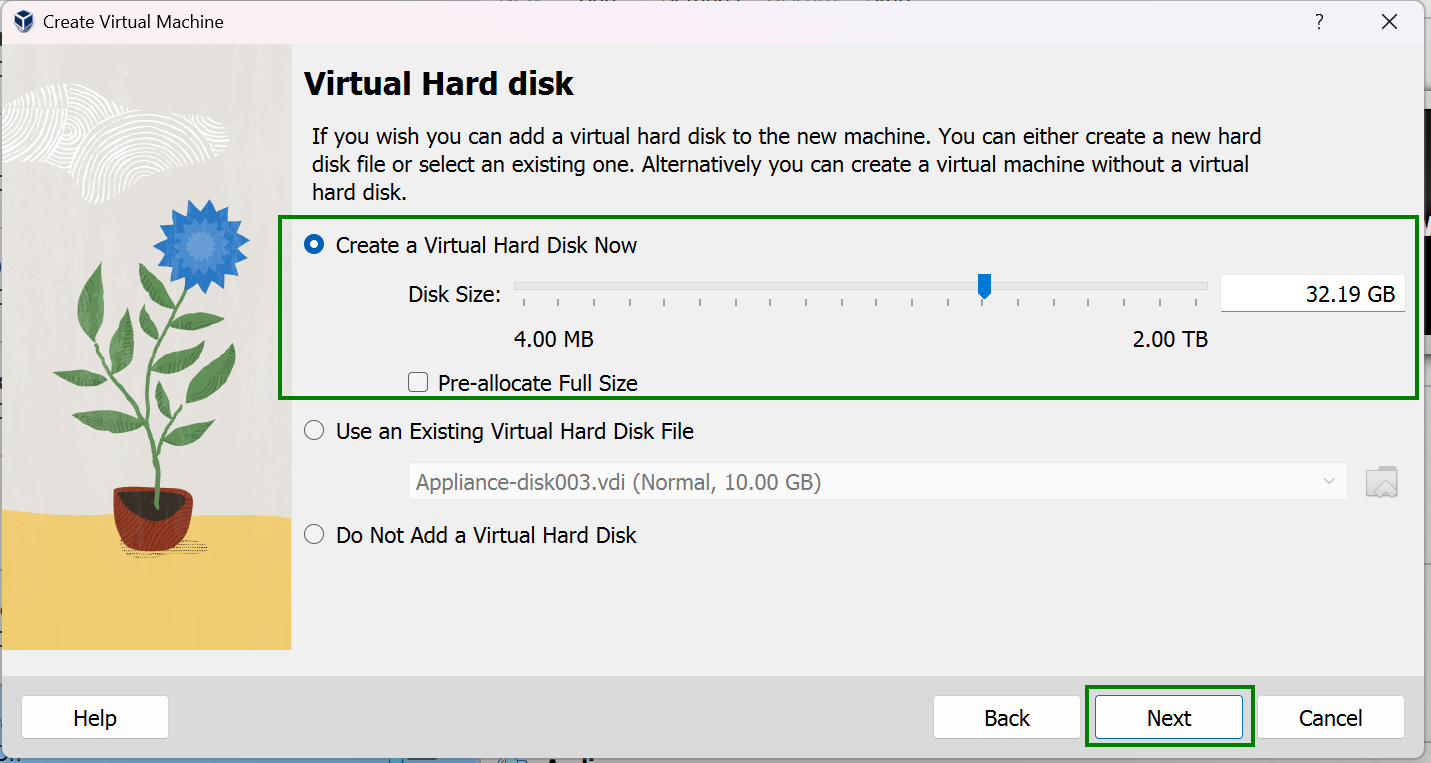 Create Virtual Machine
?
Virtual Hard disk
If you wish you can add a virtual hard disk to the new machine. You can either create a new hard
disk file or select an existing one. Alternatively you can create a virtual machine without a virtual
hard disk.
Create a Virtual Hard Disk Now
Disk Size:
32.19 GB
4.00 MB
2.00 TB
Pre-allocate Full Size
Use an Existing Virtual Hard Disk File
Appliance-disk003.vdi (Normal, 10.00 GB)
Do Not Add a Virtual Hard Disk
Help
Back
Next
Cancel